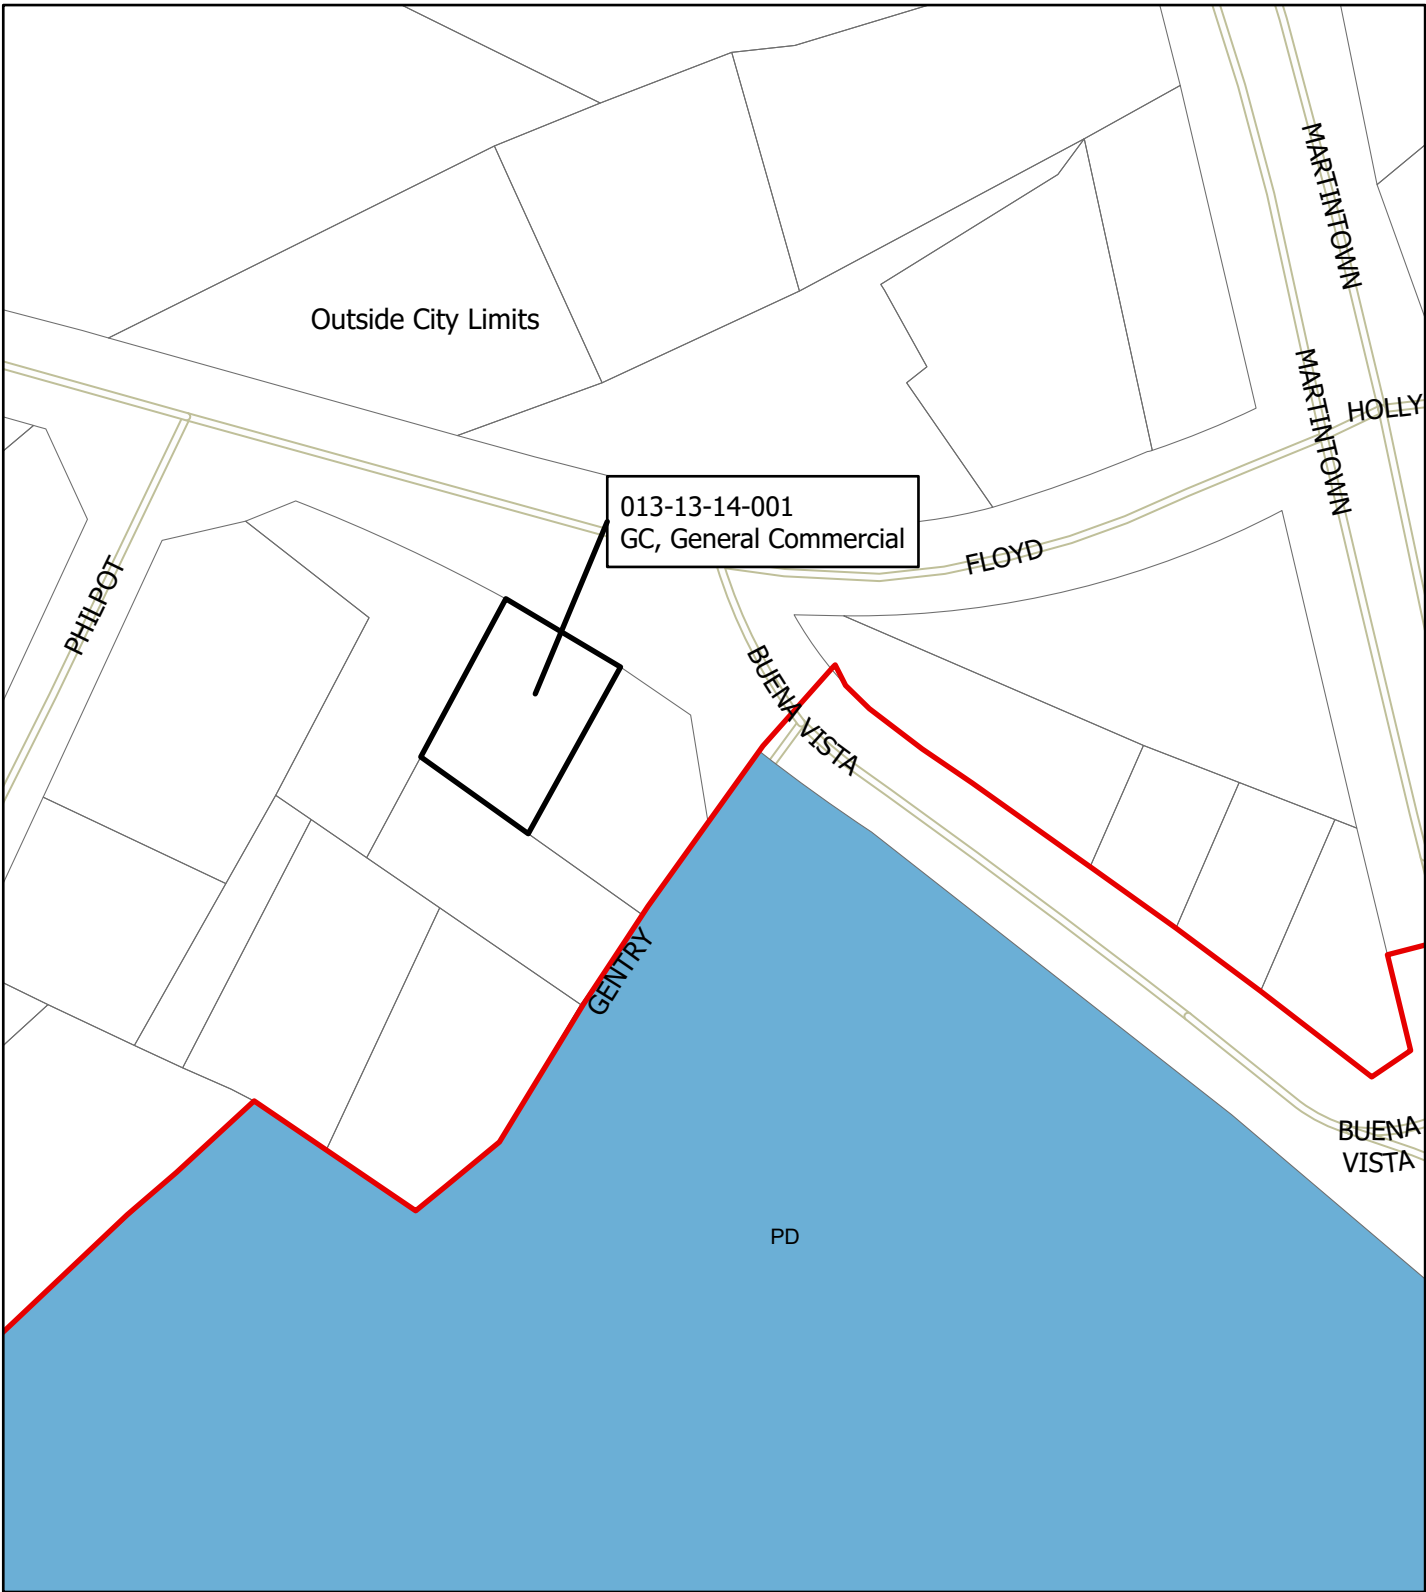 MARTINTOWN
Outside City Limits
MARTINTOWN
HOLLY
013-13-14-001
GC, General Commercial
FLOYD
PHILPOT
BUENA VISTA
GENTRY
BUENA
VISTA
PD